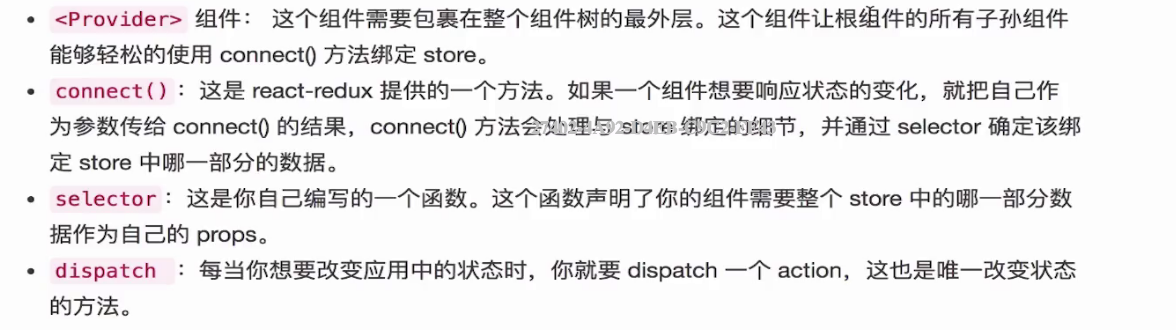 <Provider> 组件： 这个组件需要包裹在整个组件树的最外层。这个组件让根组件的所有子孙组件
能够轻松的使用 connect() 方法绑定 store。
connect() ：这是 react-redux 提供的一个方法。如果一个组件想要响应状态的变化，就把自己作
为参数传给 connect() 的结果，connect() 方法会处理与 store 绑定的细节，并通过 selector 确定该绑
定 store 中哪一部分的数据。
selector ：这是你自己编写的一个函数。这个函数声明了你的组件需要整个 store 中的哪一部分数
据作为自己的 props。
dispatch ：每当你想要改变应用中的状态时，你就要 dispatch 一个 action，这也是唯一改变状态
的方法。